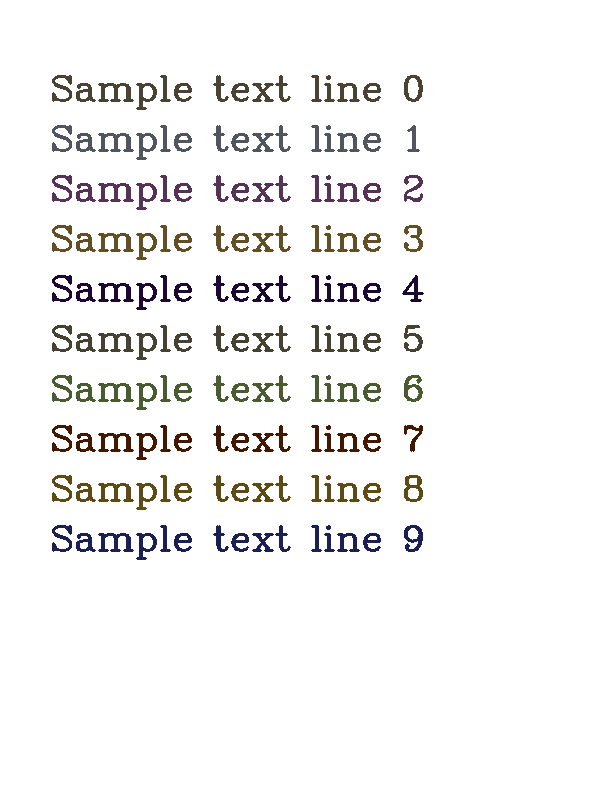 Sample text line 0
Sample text line 1
Sample text line 2
Sample text line 3
Sample text line 4
Sample text line 5
Sample text line 6
Sample text line 7
Sample text line 8
Sample text line 9